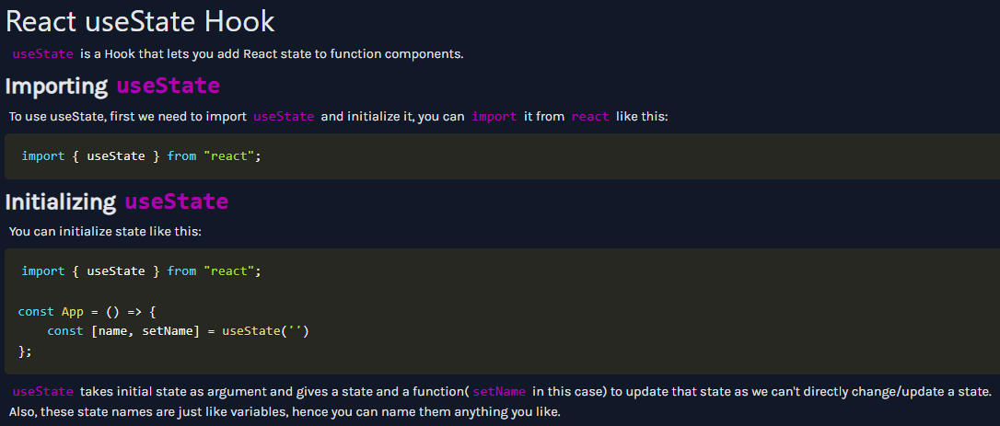 React useState Hook
useState is a Hook that lets you add React state to function components.
Importing useState
To use useState, first we need to import useState and initialize it, you can import it from react like this:
import { useState } from "react";
Initializing useState
You can initialize state like this:
import { useState } from "react";
const App = () => {
    const [name, setName] = useState('')
};
useState takes initial state as argument and gives a state and a function( setName in this case) to update that state as we can't directly change/update a state.
Also, these state names are just like variables, hence you can name them anything you like.